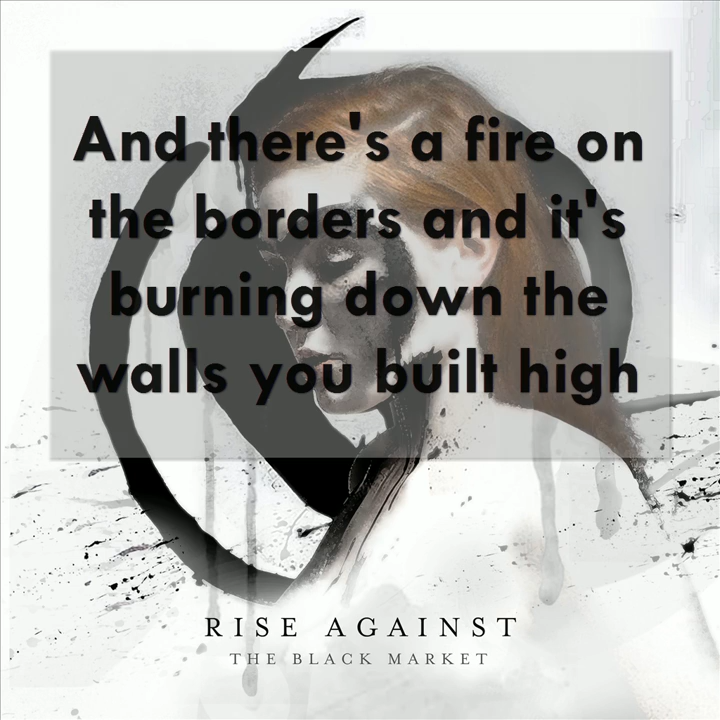 And there's a fire on
the borders and it's
burning down the
walls you built high
RISE AGAINST
THE BLACK MARKET